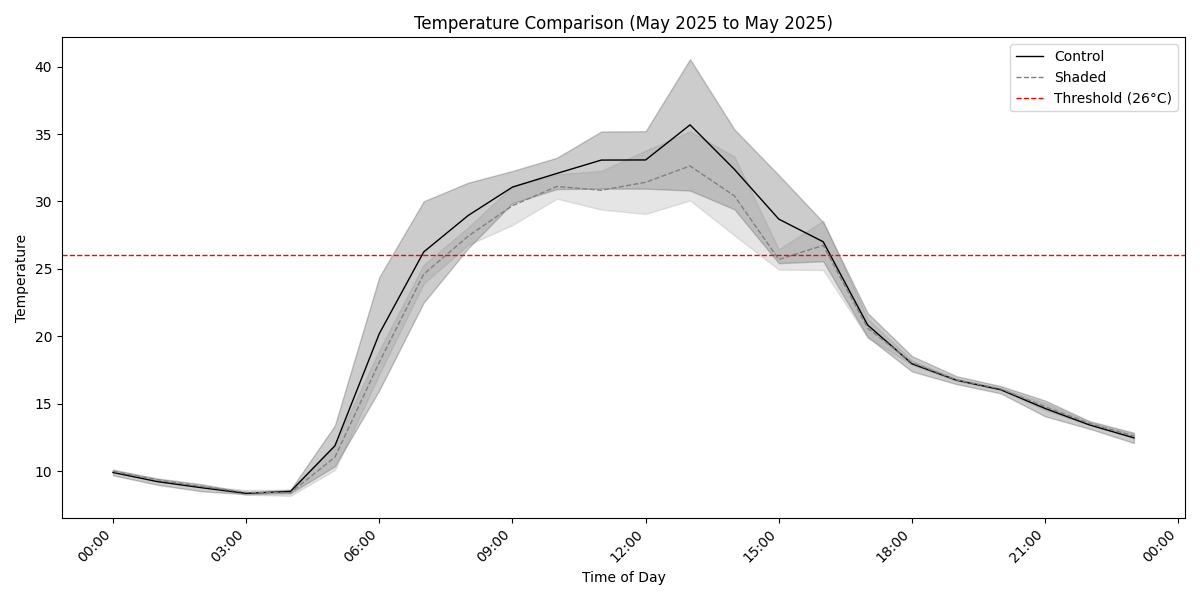 Temperature Comparison (May 2025 to May 2025)
Control
Shaded
Threshold (26°C)
Temperature
40
35
30
25
20
15
10
00:00
03:00
06:00
09:00
12:00
15:00
18:00
21:00
00:00
Time of Day